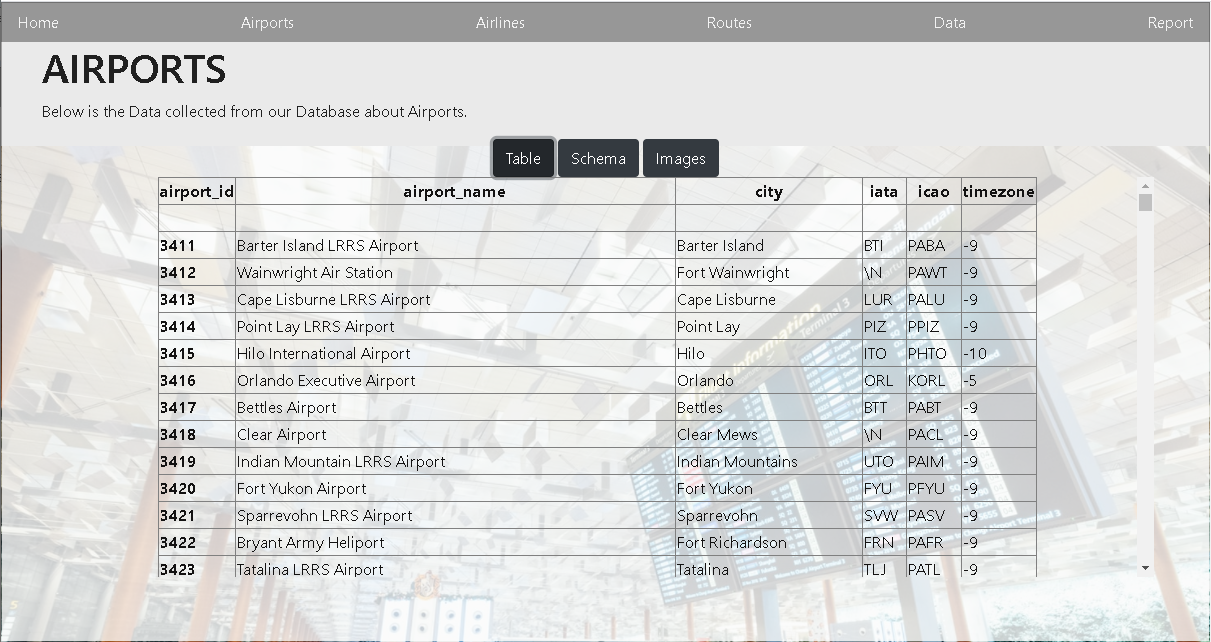 Home Airports Airlines Routes Data Report
AIRPORTS
Below is the Data collected from our Database about Airports.
Table Schema Images
airport_id airport_name city iata icao timezone
3411 Barter Island LRRS Airport Barter Island BTI PABA -9
3412 Wainwright Air Station Fort Wainwright \N PAWT -9
3413 Cape Lisburne LRRS Airport Cape Lisburne LUR PALU -9
3414 Point Lay LRRS Airport Point Lay PIZ PPIZ -9
3415 Hilo International Airport Hilo ITO PHTO -10
3416 Orlando Executive Airport Orlando ORL KORL -5
3417 Bettles Airport Bettles BTT PABT -9
3418 Clear Airport Clear Mews \N PACL -9
3419 Indian Mountain LRRS Airport Indian Mountains UTO PAIM -9
3420 Fort Yukon Airport Fort Yukon FYU PFYU -9
3421 Sparrevohn LRRS Airport Sparrevohn SVW PASV -9
3422 Bryant Army Heliport Fort Richardson FRN PAFR -9
3423 Tatalina LRRS Airport Tatalina TLJ PATL -9
Information
Terminal 3